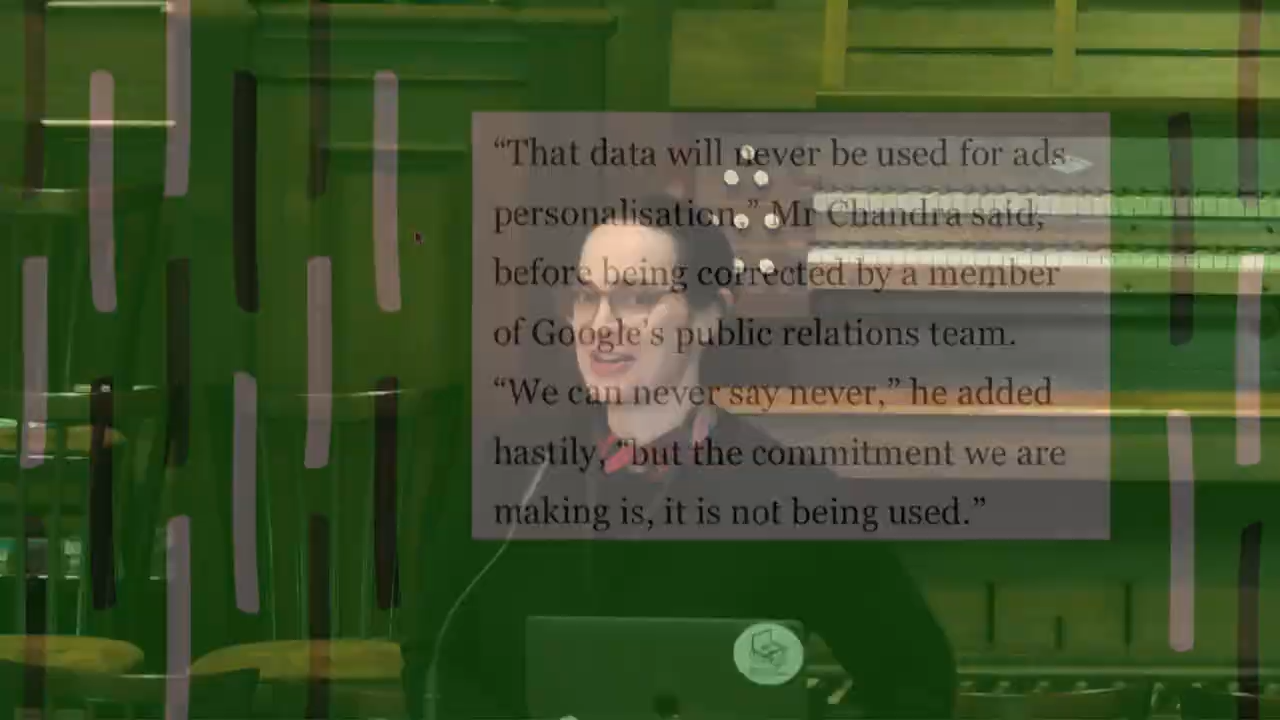 “That data will never be used for ads
personalisation,” Mr Chandra said,
before being corrected by a member
of Google’s public relations team.
“We can never say never,” he added
hastily, “but the commitment we are
making is, it is not being used.”